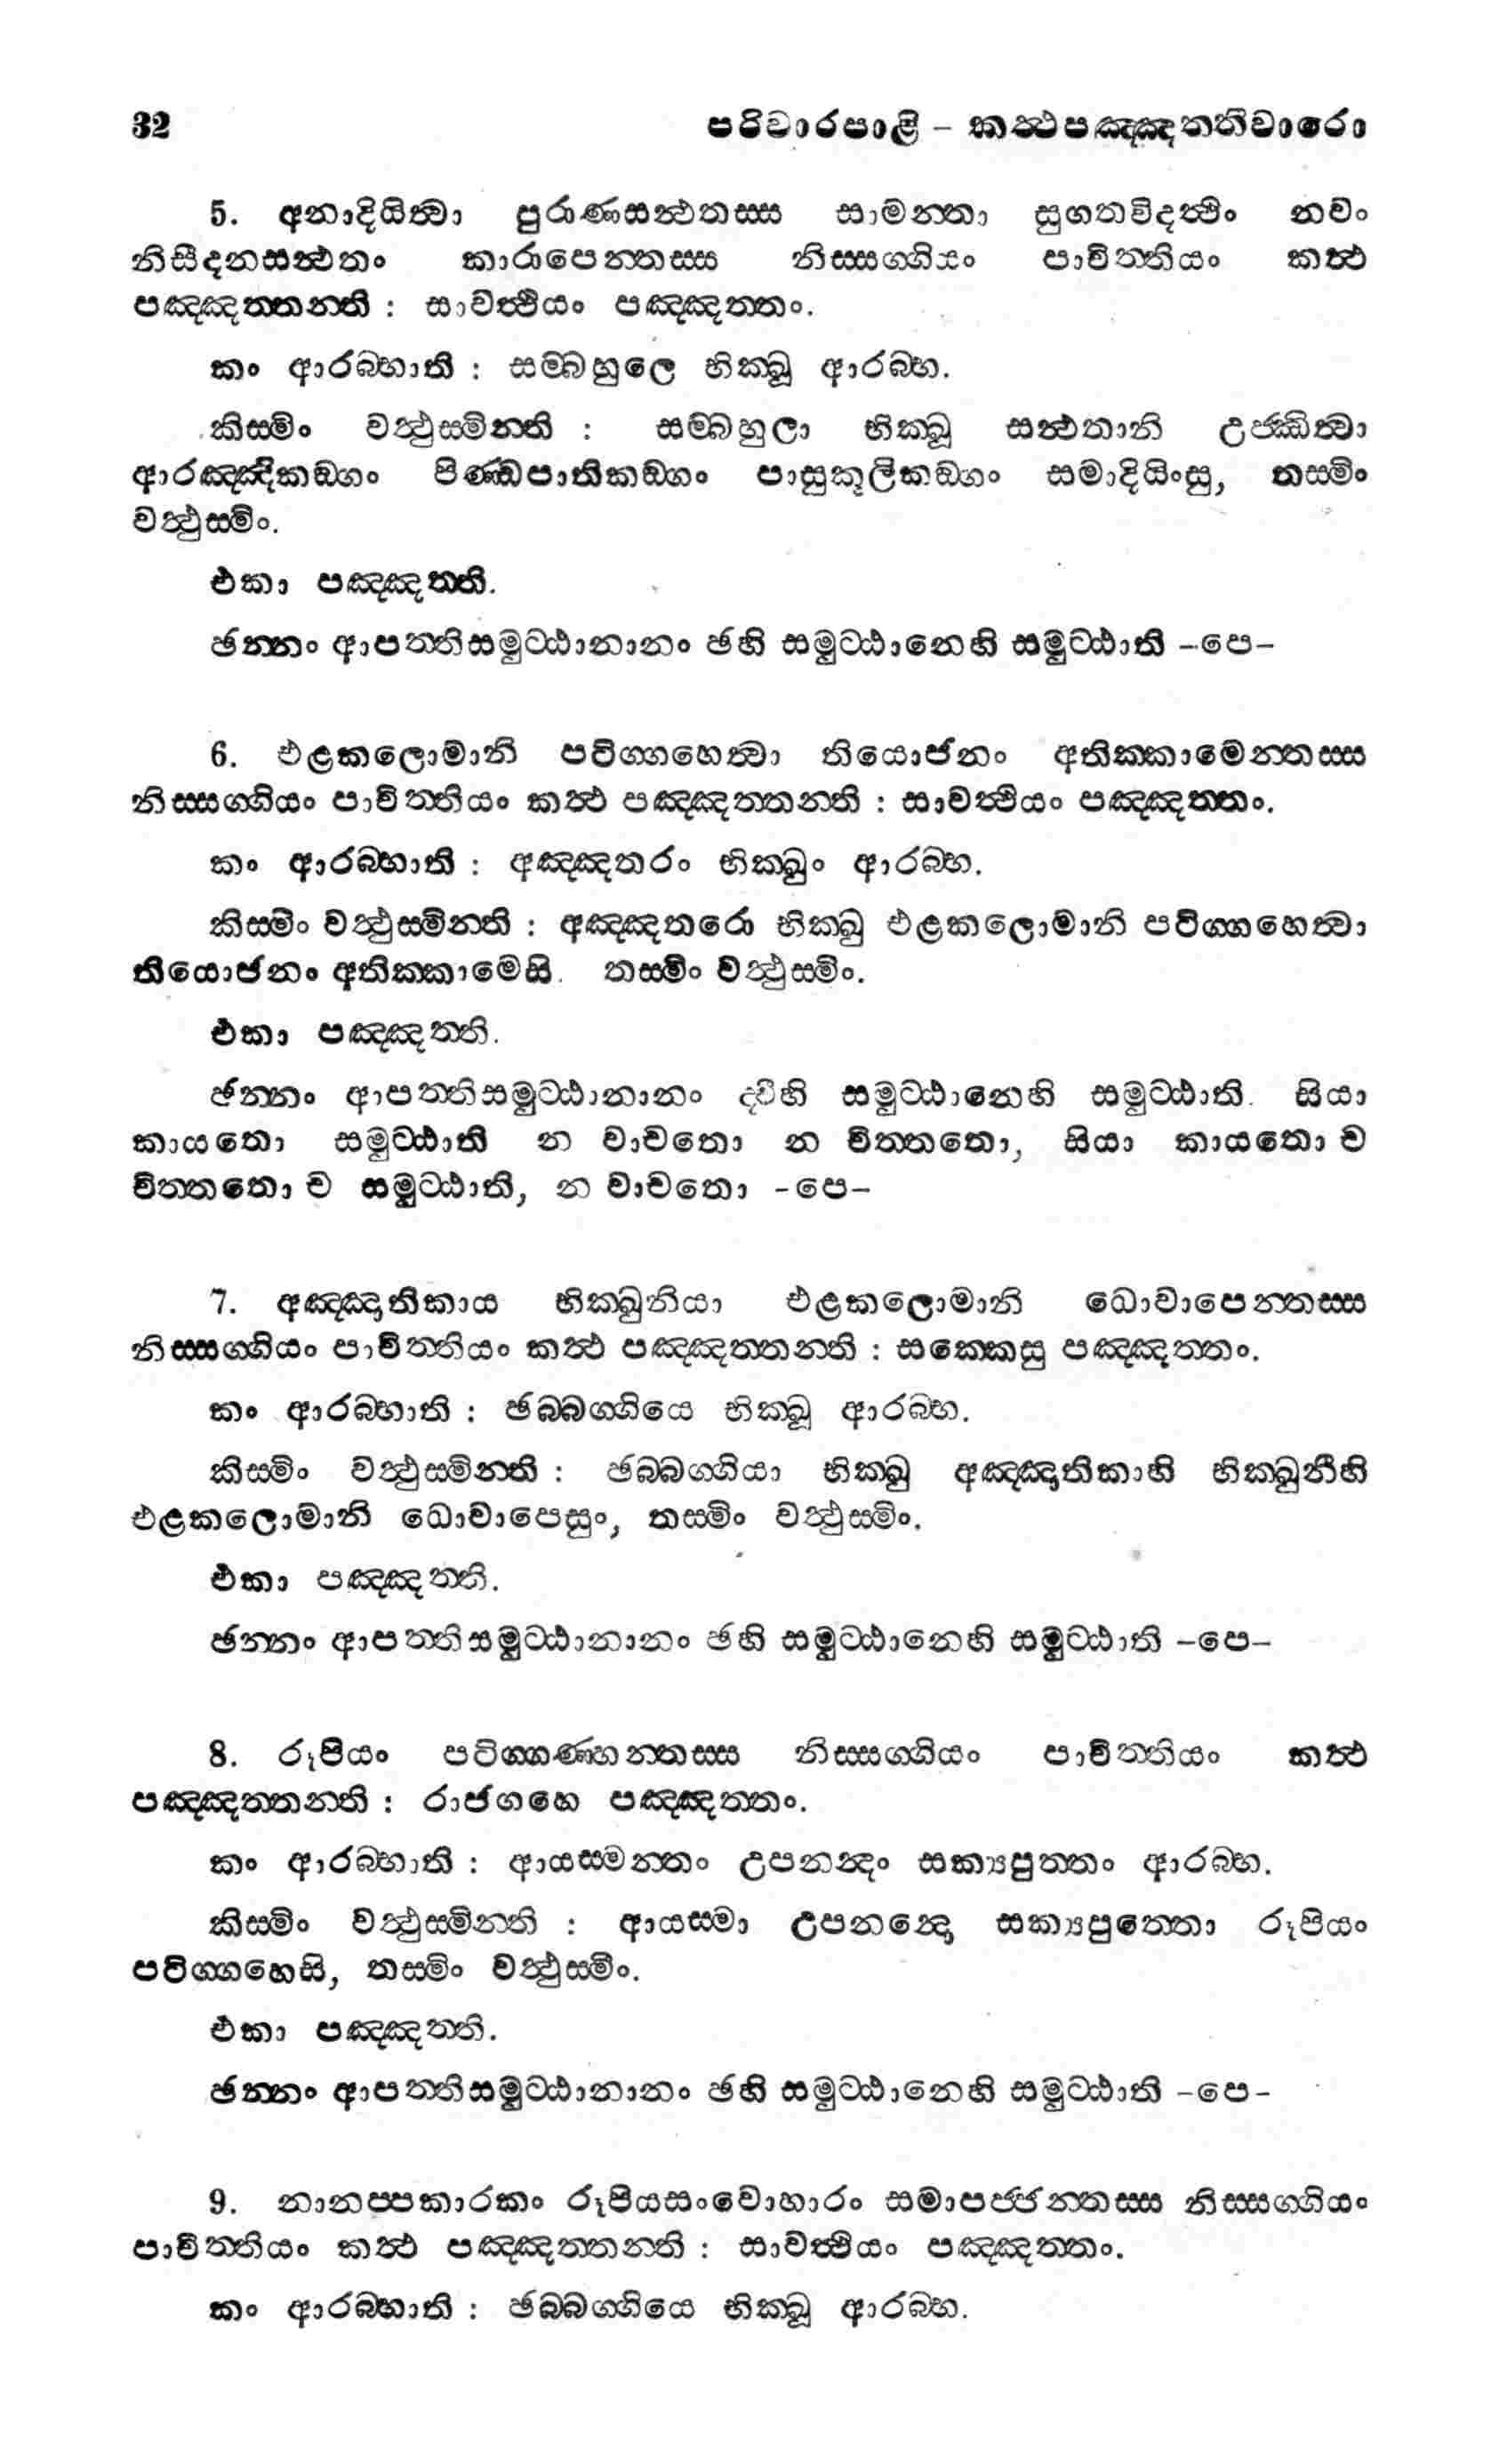 32 පරිවාරපාළි – කත්‍ථපඤ්ඤත්තිවාරො
5. අනාදියිත්‍වා පුරාණසන්‍ථතස්ස සාමන්තා සුගතවිදත්‍ථිං නවං
නිසීදනසන්‍ථතං කාරාපෙන්තස්ස නිස්සග්ගියං පාචිත්තියං කත්‍ථ
පඤ්ඤත්තන්ති : සාවත්‍ථියං පඤ්ඤත්තං.
කං ආරබ්භාති : සම්බහුලෙ භික්ඛූ ආරබ්භ.
කිස්මිං වත්‍ථුස්මින්ති : සම්බහුලා භික්ඛූ සන්‍ථතානි උජ්ඣිත්‍වා
ආරඤ්ඤිකඞ්ගං පිණ්ඩපාතිකඞ්ගං පාසුකූලිකඞ්ගං සමාදියිංසු, තස්මිං
වත්‍ථුස්මිං.
එකා පඤ්ඤත්ති.
ඡන්නං ආපත්තිසමුට්ඨානානං ඡහි සමුට්ඨානෙහි සමුට්ඨාති –පෙ–
6. එළකලොමානි පටිග්ගහෙත්‍වා තියොජනං අතික්කාමෙන්තස්ස
නිස්සග්ගියං පාචිත්තියං කත්‍ථ පඤ්ඤත්තන්ති : සාවත්‍ථියං පඤ්ඤත්තං.
කං ආරබ්භාති : අඤ්ඤතරං භික්ඛුං ආරබ්භ.
කිස්මිං වත්‍ථුස්මින්ති : අඤ්ඤතරො භික්ඛු එළකලොමානි පටිග්ගහෙත්‍වා
තියොජනං අතික්කාමෙසි. තස්මිං වත්‍ථුස්මිං.
එකා පඤ්ඤත්ති.
ඡන්නං ආපත්තිසමුට්ඨානානං ද්වීහි සමුට්ඨානෙහි සමුට්ඨාති. සියා
කායතො සමුට්ඨාති න වාචතො න චිත්තතො, සියා කායතො ච
චිත්තතො ච සමුට්ඨාති, න වාචතො –පෙ–
7. අඤ්ඤාතිකාය භික්ඛුනියා එළකලොමානි ධොවාපෙන්තස්ස
නිස්සග්ගියං පාචිත්තියං කත්‍ථ පඤ්ඤත්තන්ති : සක්කෙසු පඤ්ඤත්තං.
කං ආරබ්භාති : ඡබ්බග්ගියෙ භික්ඛූ ආරබ්භ.
කිස්මිං වත්‍ථුස්මින්ති : ඡබ්බග්ගියා භික්ඛු අඤ්ඤාතිකාහි භික්ඛුනීහි
එළකලොමානි ධොවාපෙසුං, තස්මිං වත්‍ථුස්මිං.
එකා පඤ්ඤත්ති.
ඡන්නං ආපත්තිසමුට්ඨානානං ඡහි සමුට්ඨානෙහි සමුට්ඨාති –පෙ–
8. රූපියං පටිග්ගණ්හන්තස්ස නිස්සග්ගියං පාචිත්තියං කත්‍ථ
පඤ්ඤත්තන්ති : රාජගහෙ පඤ්ඤත්තං.
කං ආරබ්භාති : ආයස්මන්තං උපනන්‍දං සක්‍යපුත්තං ආරබ්භ.
කිස්මිං වත්‍ථුස්මින්ති : ආයස්මා උපනන්‍දො සක්‍යපුත්තො රූපියං
පටිග්ගහෙසි, තස්මිං වත්‍ථුස්මිං.
එකා පඤ්ඤත්ති.
ඡන්නං ආපත්තිසමුට්ඨානානං ඡහි සමුට්ඨානෙහි සමුට්ඨාති –පෙ–
9. නානප්පකාරකං රූපියසංවොහාරං සමාපජ්ජන්තස්ස නිස්සග්ගියං
පාචිත්තියං කත්‍ථ පඤ්ඤත්තන්ති : සාවත්‍ථියං පඤ්ඤත්තං.
කං ආරබ්භාති : ඡබ්බග්ගියෙ භික්ඛූ ආරබ්භ.